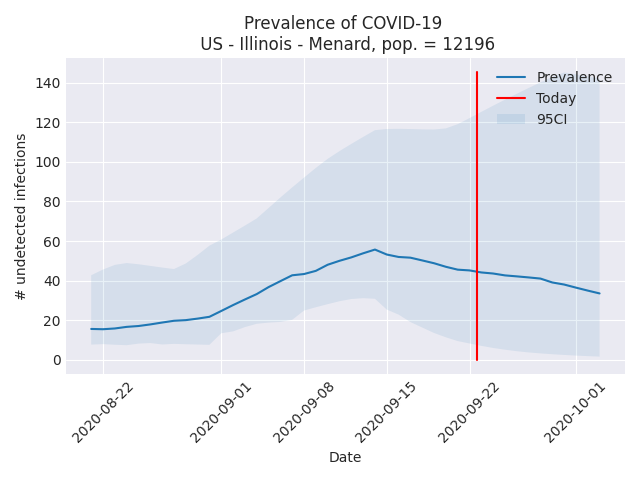 Prevalence of COVID-19
US - Illinois - Menard, pop. = 12196
140
120
100
80
60
40
20
0
# undetected infections
Prevalence
Today
95CI
2020-08-22
2020-09-01
2020-09-08
2020-09-15
2020-09-22
2020-10-01
Date